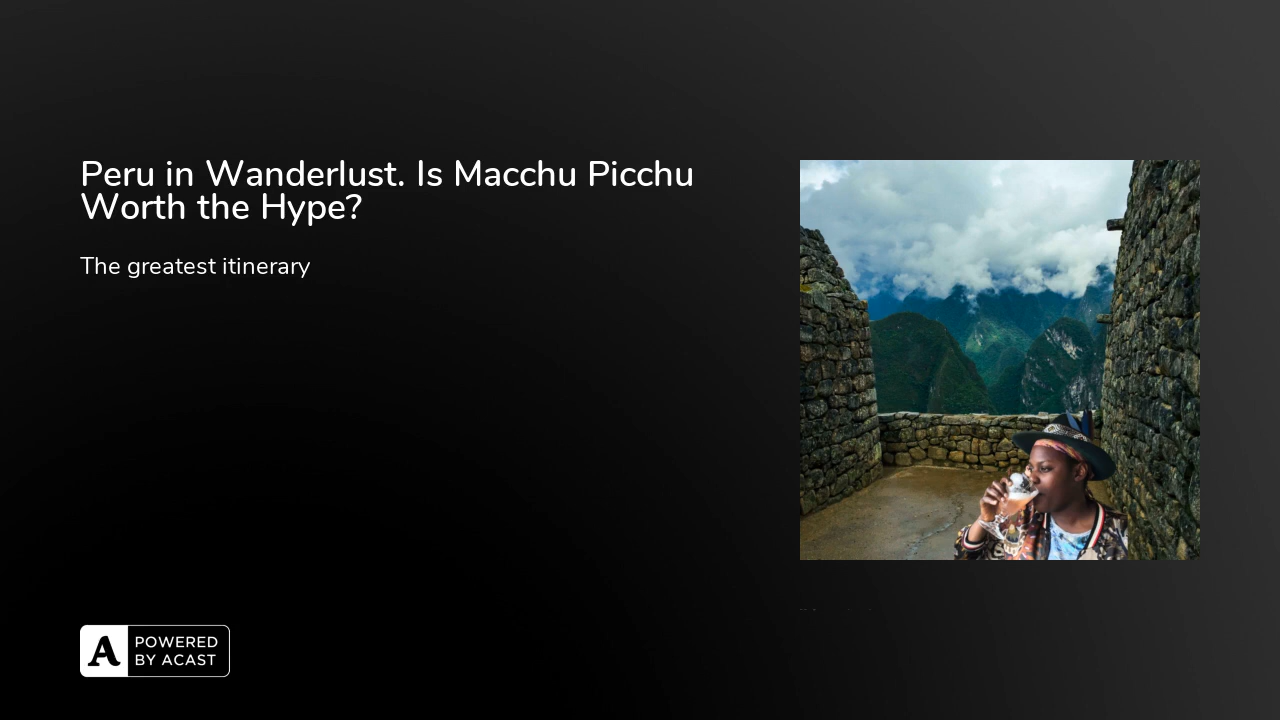 Peru in Wanderlust. Is Macchu Picchu
Worth the Hype?
The greatest itinerary
A POWERED
BY ACAST